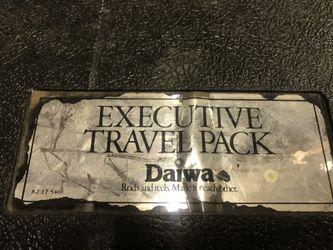 EXECUTIVE
TRAVEL PACK
Daiwa
Rods and reels. Made for each other.